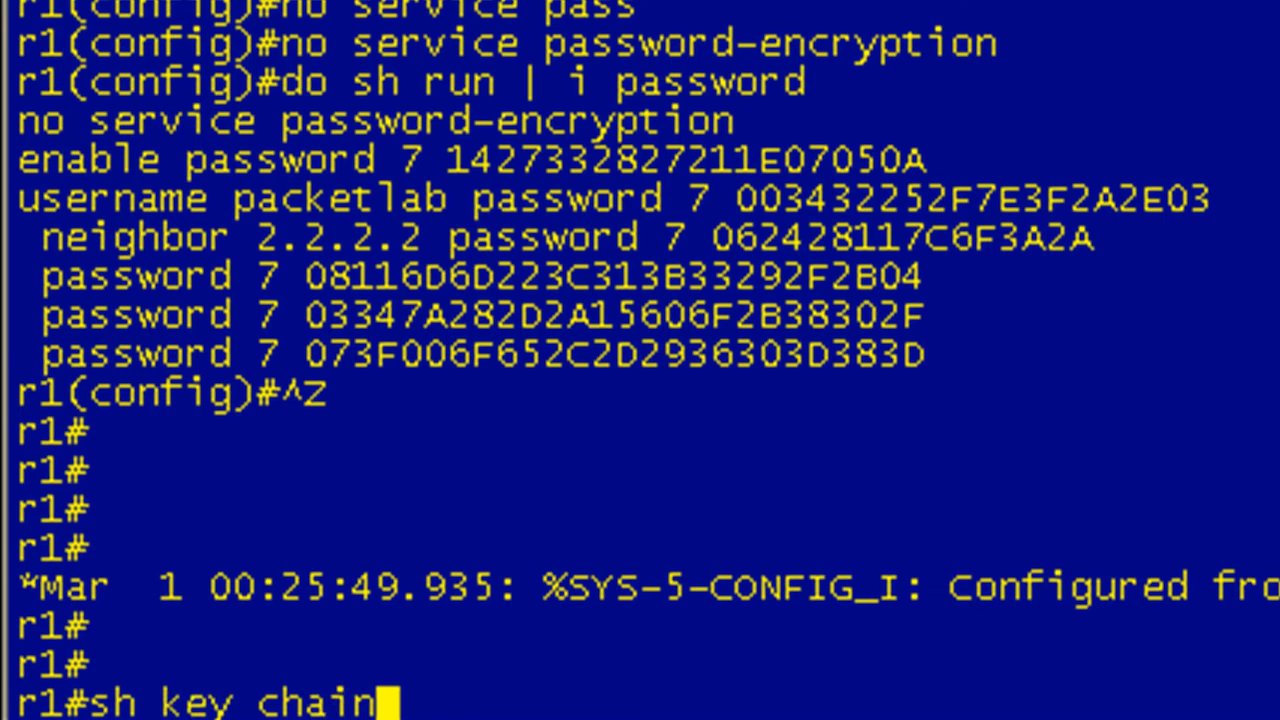 r1(config)#no service pass
r1(config)#no service password-encryption
r1(config)#do sh run | i password
no service password-encryption
enable password 7 1427332827211E07050A
username packetlab password 7 003432252F7E3F2A2E03
neighbor 2.2.2.2 password 7 062428117C6F3A2A
password 7 08116D6D223C313B33292F2B04
password 7 03347A282D2A15606F2B38302F
password 7 073F006F652C2D2936303D383D
r1(config)#^Z
r1#
r1#
r1#
r1#
*Mar  1 00:25:49.935: %SYS-5-CONFIG_I: Configured fro
r1#
r1#
r1#sh key chain